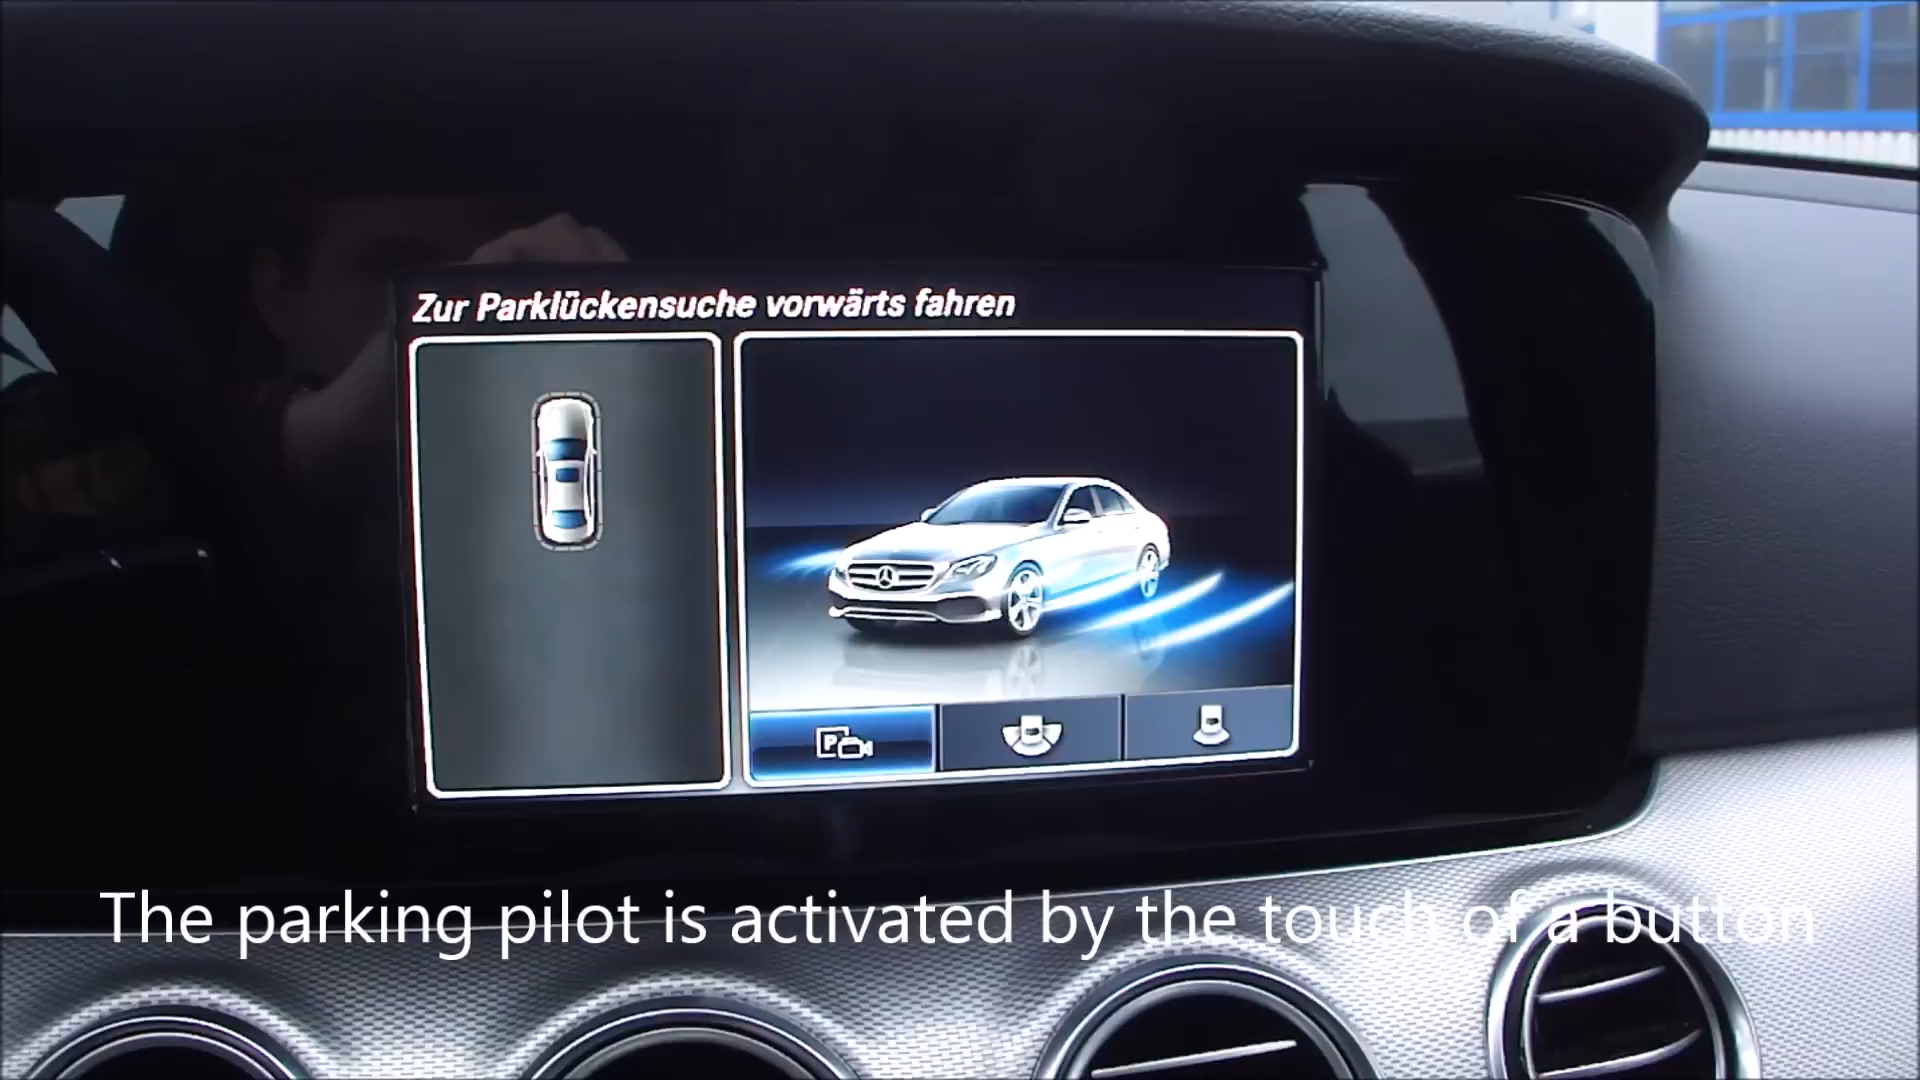 Zur Parklückensuche vorwärts fahren
P
The parking pilot is activated by the touch of a button